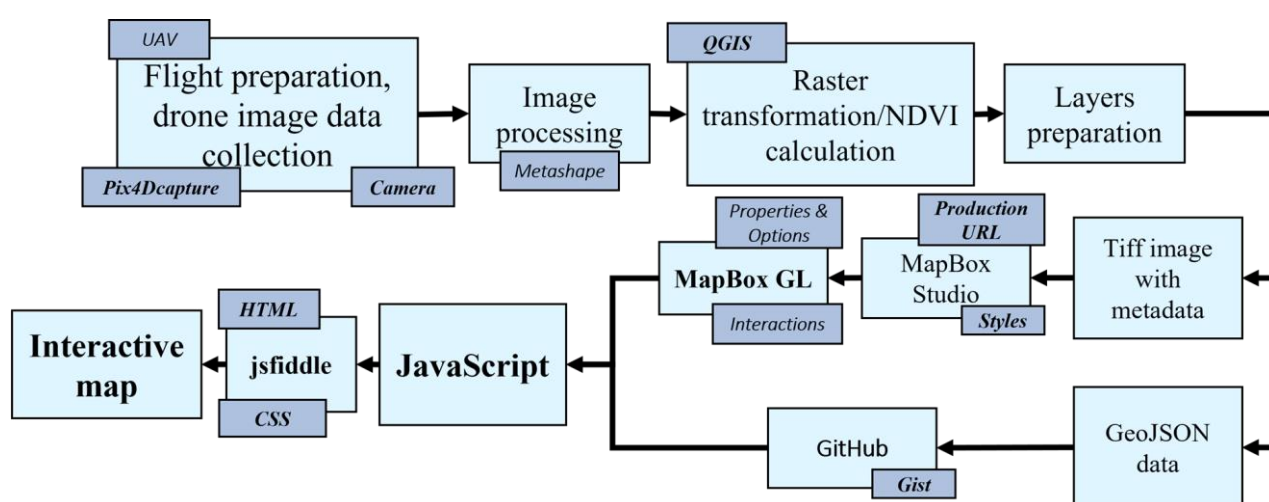 UAV
Flight preparation,
drone image data
collection
Pix4Dcapture
Camera
Image
processing
Metashape
QGIS
Raster
transformation/NDVI
calculation
Layers
preparation
Tiff image
with
metadata
Production
URL
MapBox
Studio
Styles
Properties &
Options
MapBox GL
Interactions
GeoJSON
data
GitHub
Gist
JavaScript
HTML
jsfiddle
CSS
Interactive
map